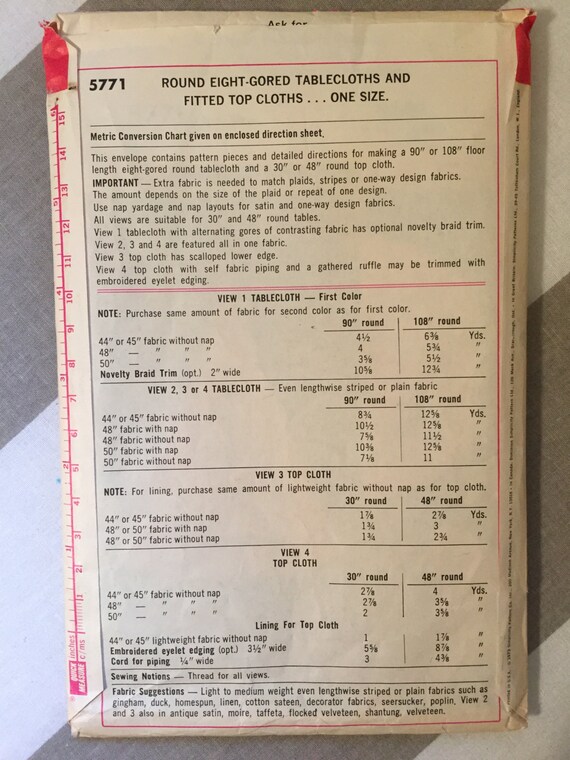 5771 ROUND EIGHT-GORED TABLECLOTHS AND
FITTED TOP CLOTHS . . . ONE SIZE.
Metric Conversion Chart given on enclosed direction sheet.
This envelope contains pattern pieces and detailed directions for making a 90" or 108" floor
length eight-gored round tablecloth and a 30" or 48" round top cloth.
IMPORTANT — Extra fabric is needed to match plaids, stripes or one-way design fabrics.
The amount depends on the size of the plaid or repeat of one design.
Use nap yardage and nap layouts for satin and one-way design fabrics.
All views are suitable for 30" and 48" round tables.
View 1 tablecloth with alternating gores of contrasting fabric has optional novelty braid trim.
View 2, 3 and 4 are featured all in one fabric.
View 3 top cloth has scalloped lower edge.
View 4 top cloth with self fabric piping and a gathered ruffle may be trimmed with
embroidered eyelet edging.
VIEW 1 TABLECLOTH — First Color
NOTE: Purchase same amount of fabric for second color as for first color.
90" round 108" round
44" or 45" fabric without nap 4½ 6⅜ Yds.
48" — " " " 4 5¾ "
50" — " " " 3⅝ 5½ "
Novelty Braid Trim (opt.) 2" wide 10⅝ 12¾ "
VIEW 2, 3 or 4 TABLECLOTH — Even lengthwise striped or plain fabric
90" round 108" round
44" or 45" fabric without nap 8¾ 12⅝ Yds.
48" fabric with nap 10½ 12⅝ "
48" fabric without nap 7⅝ 11½ "
50" fabric with nap 10⅜ 12⅝ "
50" fabric without nap 7⅛ 11 "
VIEW 3 TOP CLOTH
NOTE: For lining, purchase same amount of lightweight fabric without nap as for top cloth.
30" round 48" round
44" or 45" fabric without nap 1⅞ 2⅞ Yds.
48" or 50" fabric with nap 1¾ 3 "
48" or 50" fabric without nap 1¾ 2¾ "
VIEW 4
TOP CLOTH
30" round 48" round
44" or 45" fabric without nap 2⅞ 4 Yds.
48" — " " " 2⅞ 3⅝ "
50" — " " " 2 3⅝ "
Lining For Top Cloth
44" or 45" lightweight fabric without nap 1 1⅞ "
Embroidered eyelet edging (opt.) 3½" wide 5⅝ 8⅞ "
Cord for piping ¼" wide 3 4⅜ "
Sewing Notions — Thread for all views.
Fabric Suggestions — Light to medium weight even lengthwise striped or plain fabrics such as
gingham, duck, homespun, linen, cotton sateen, decorator fabrics, seersucker, poplin. View 2
and 3 also in antique satin, moire, taffeta, flocked velveteen, shantung, velveteen.
QUICK inches
MEASURE c/ms